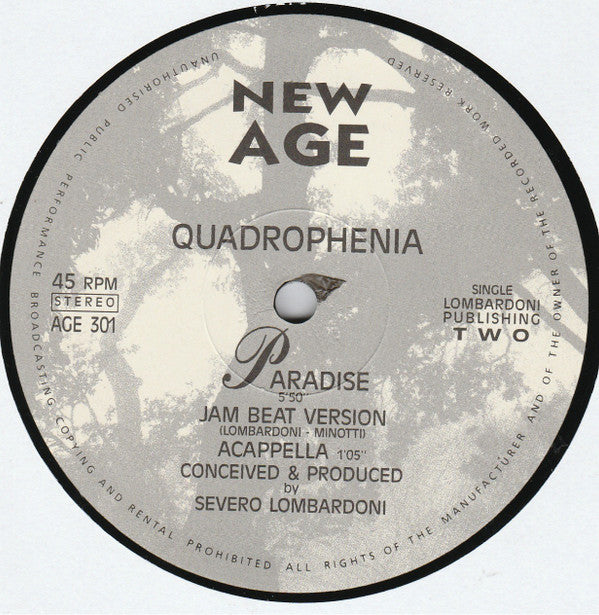 NEW
AGE
QUADROPHENIA
45 RPM
STEREO
AGE 301
SINGLE
LOMBARDONI
PUBLISHING
TWO
PARADISE
5'50"
JAM BEAT VERSION
(LOMBARDONI - MINOTTI)
ACAPPELLA 1'05"
CONCEIVED & PRODUCED
by
SEVERO LOMBARDONI
UNAUTHORISED PUBLIC PERFORMANCE BROADCASTING COPYING AND RENTAL PROHIBITED ALL RIGHTS OF THE MANUFACTURER AND OF THE OWNER OF THE RECORDED WORK RESERVED